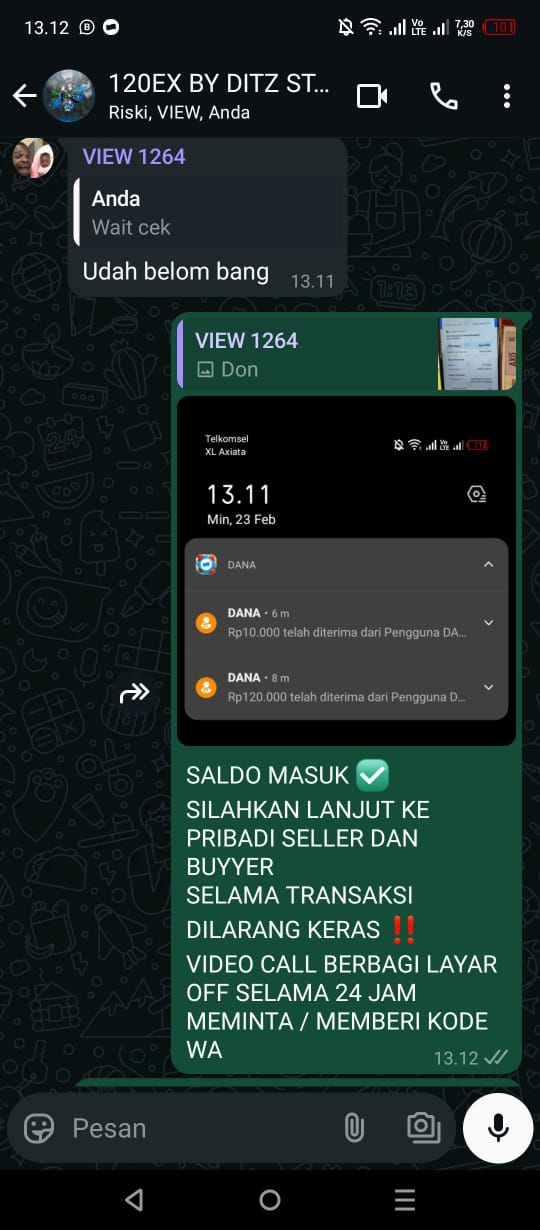 13.12
Vo
LTE
7,30
K/S
10
120EX BY DITZ ST...
Riski, VIEW, Anda
VIEW 1264
Anda
Wait cek
Udah belom bang
13.11
VIEW 1264
Don
AXIS
Telkomsel
XL Axiata
Vo
LTE
11
13.11
Min, 23 Feb
DANA
DANA • 6 m
Rp10.000 telah diterima dari Pengguna DA...
DANA • 8 m
Rp120.000 telah diterima dari Pengguna D...
SALDO MASUK ✅
SILAHKAN LANJUT KE
PRIBADI SELLER DAN
BUYYER
SELAMA TRANSAKSI
DILARANG KERAS ‼️
VIDEO CALL BERBAGI LAYAR
OFF SELAMA 24 JAM
MEMINTA / MEMBERI KODE
WA
13.12
Pesan